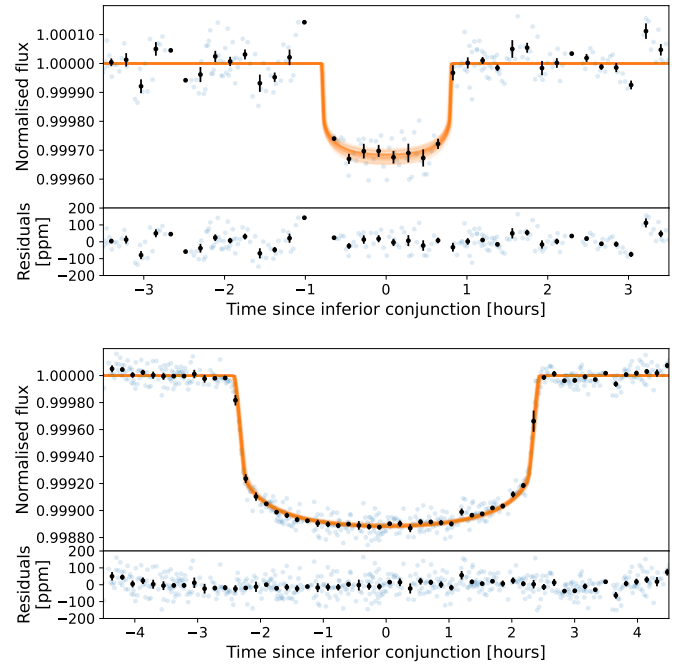 1.00010
1.00000
0.99990
0.99980
0.99970
0.99960
Normalised flux
200
100
0
−100
−200
Residuals
[ppm]
−3 −2 −1 0 1 2 3
Time since inferior conjunction [hours]
1.00000
0.99980
0.99960
0.99940
0.99920
0.99900
0.99880
Normalised flux
200
100
0
−100
−200
Residuals
[ppm]
−4 −3 −2 −1 0 1 2 3 4
Time since inferior conjunction [hours]